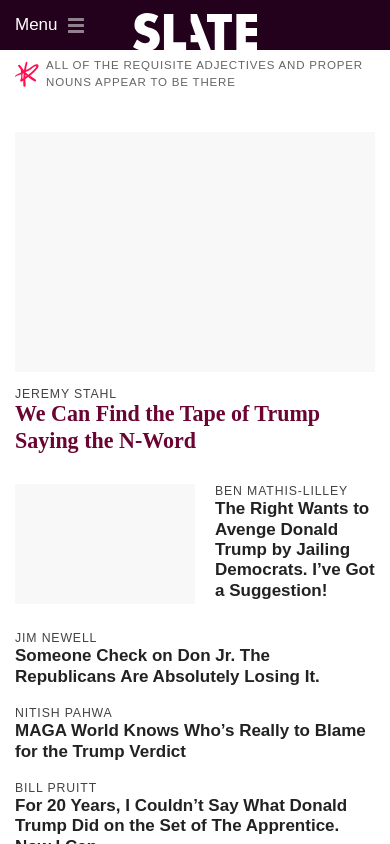 Menu
SLATE
ALL OF THE REQUISITE ADJECTIVES AND PROPER
NOUNS APPEAR TO BE THERE
JEREMY STAHL
We Can Find the Tape of Trump
Saying the N-Word
BEN MATHIS-LILLEY
The Right Wants to
Avenge Donald
Trump by Jailing
Democrats. I’ve Got
a Suggestion!
JIM NEWELL
Someone Check on Don Jr. The
Republicans Are Absolutely Losing It.
NITISH PAHWA
MAGA World Knows Who’s Really to Blame
for the Trump Verdict
BILL PRUITT
For 20 Years, I Couldn’t Say What Donald
Trump Did on the Set of The Apprentice.
Now I Can.